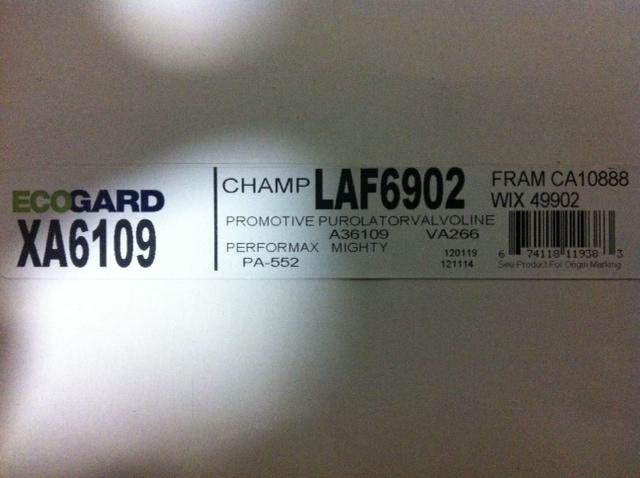 ECOGARD
XA6109
CHAMP LAF6902
PROMOTIVE PUROLATOR VALVOLINE
A36109 VA266
PERFORMAX MIGHTY
PA-552
120119
121114
FRAM CA10888
WIX 49902
6 74118 11938 3
See Product For Origin Marking